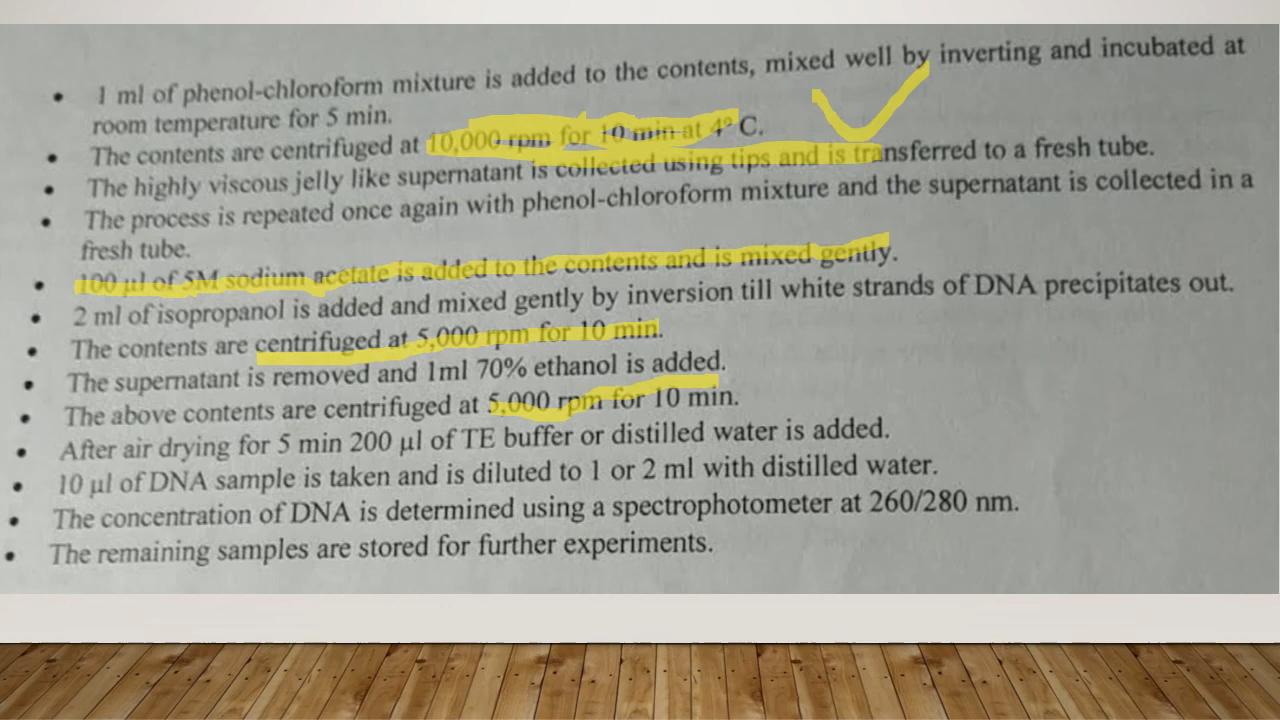 • 1 ml of phenol-chloroform mixture is added to the contents, mixed well by inverting and incubated at
room temperature for 5 min.
• The contents are centrifuged at 10,000 rpm for 10 min at 4° C.
• The highly viscous jelly like supernatant is collected using tips and is transferred to a fresh tube.
• The process is repeated once again with phenol-chloroform mixture and the supernatant is collected in a
fresh tube.
• 100 µl of 5M sodium acetate is added to the contents and is mixed gently.
• 2 ml of isopropanol is added and mixed gently by inversion till white strands of DNA precipitates out.
• The contents are centrifuged at 5,000 rpm for 10 min.
• The supernatant is removed and 1ml 70% ethanol is added.
• The above contents are centrifuged at 5,000 rpm for 10 min.
• After air drying for 5 min 200 µl of TE buffer or distilled water is added.
• 10 µl of DNA sample is taken and is diluted to 1 or 2 ml with distilled water.
• The concentration of DNA is determined using a spectrophotometer at 260/280 nm.
• The remaining samples are stored for further experiments.